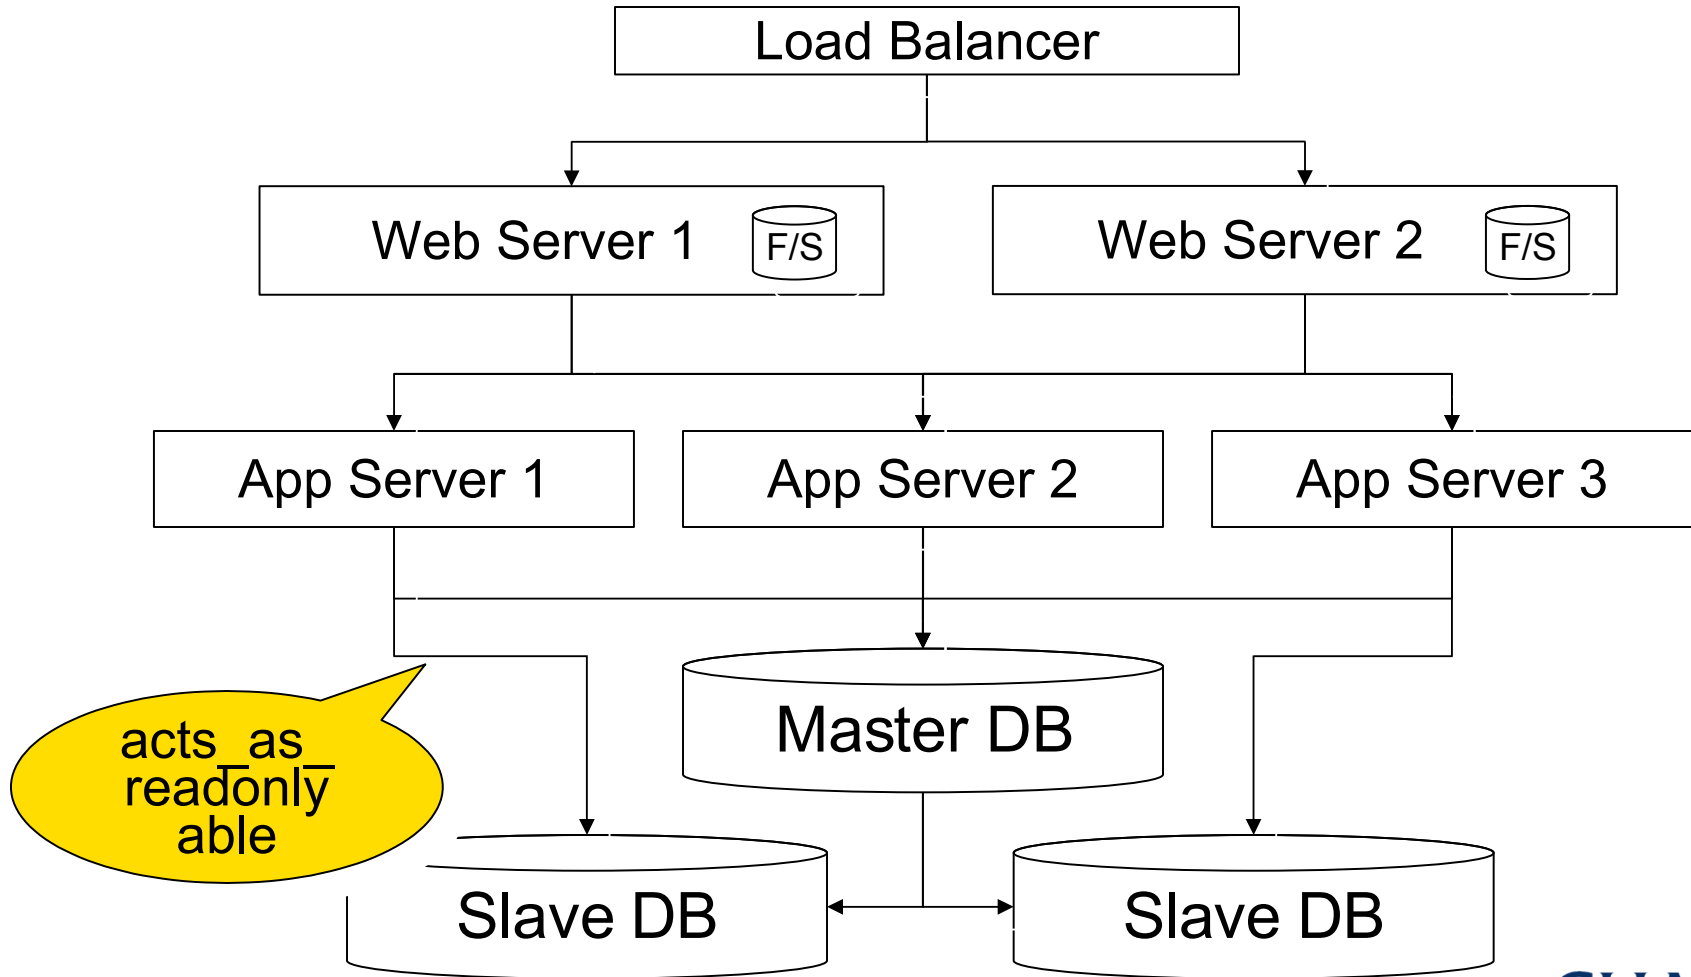 Load Balancer
Web Server 1
F/S
Web Server 2
F/S
App Server 1
App Server 2
App Server 3
Master DB
acts_as_
readonly
able
Slave DB
Slave DB